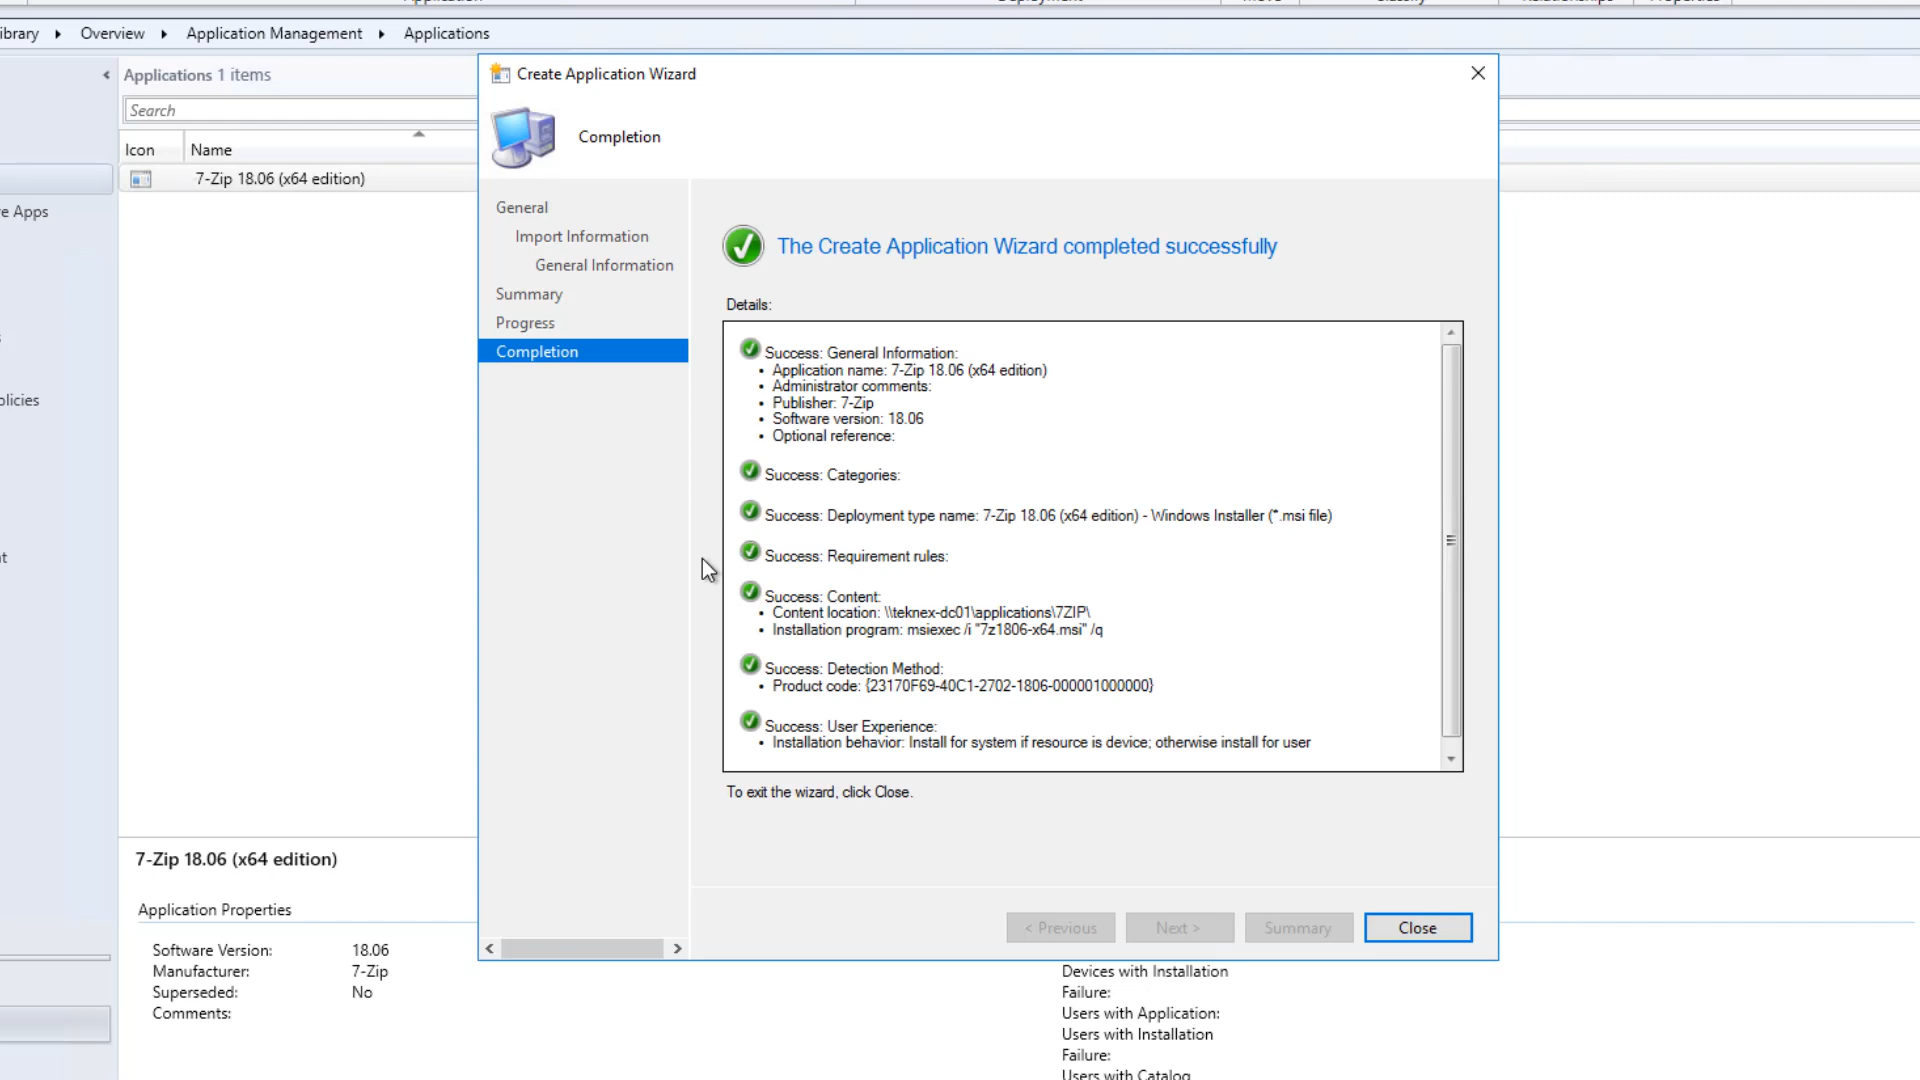 ibrary ▸ Overview ▸ Application Management ▸ Applications
Applications 1 items
Search
Icon Name
7-Zip 18.06 (x64 edition)
e Apps
olicies
Create Application Wizard
Completion
General
Import Information
General Information
Summary
Progress
Completion
The Create Application Wizard completed successfully
Details:
Success: General Information:
• Application name: 7-Zip 18.06 (x64 edition)
• Administrator comments:
• Publisher: 7-Zip
• Software version: 18.06
• Optional reference:
Success: Categories:
Success: Deployment type name: 7-Zip 18.06 (x64 edition) - Windows Installer (*.msi file)
Success: Requirement rules:
Success: Content:
• Content location: \\teknex-dc01\applications\7ZIP\
• Installation program: msiexec /i "7z1806-x64.msi" /q
Success: Detection Method:
• Product code: {23170F69-40C1-2702-1806-000001000000}
Success: User Experience:
• Installation behavior: Install for system if resource is device; otherwise install for user
To exit the wizard, click Close.
< Previous Next > Summary Close
7-Zip 18.06 (x64 edition)
Application Properties
Software Version: 18.06
Manufacturer: 7-Zip
Superseded: No
Comments:
Devices with Installation
Failure:
Users with Application:
Users with Installation
Failure:
Users with Catalog